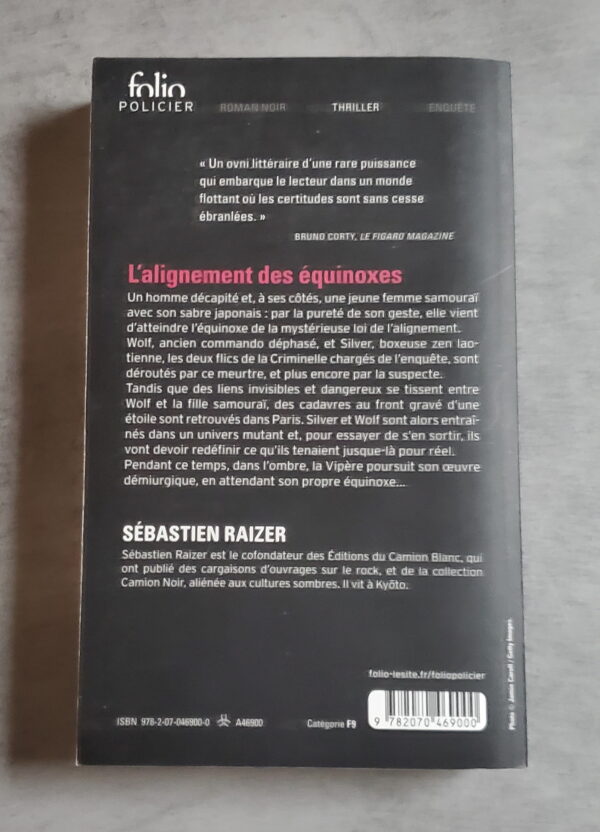 folio
POLICIER ROMAN NOIR THRILLER ENQUÊTE
« Un ovni littéraire d'une rare puissance
qui embarque le lecteur dans un monde
flottant où les certitudes sont sans cesse
ébranlées. »
BRUNO CORTY, LE FIGARO MAGAZINE
L'alignement des équinoxes
Un homme décapité et, à ses côtés, une jeune femme samouraï
avec son sabre japonais : par la pureté de son geste, elle vient
d'atteindre l'équinoxe de la mystérieuse loi de l'alignement.
Wolf, ancien commando déphasé, et Silver, boxeuse zen lao-
tienne, les deux flics de la Criminelle chargés de l'enquête, sont
déroutés par ce meurtre, et plus encore par la suspecte.
Tandis que des liens invisibles et dangereux se tissent entre
Wolf et la fille samouraï, des cadavres au front gravé d'une
étoile sont retrouvés dans Paris. Silver et Wolf sont alors entraî-
nés dans un univers mutant et, pour essayer de s'en sortir, ils
vont devoir redéfinir ce qu'ils tenaient jusque-là pour réel.
Pendant ce temps, dans l'ombre, la Vipère poursuit son œuvre
démiurgique, en attendant son propre équinoxe...
SÉBASTIEN RAIZER
Sébastien Raizer est le cofondateur des Éditions du Camion Blanc, qui
ont publié des cargaisons d'ouvrages sur le rock, et de la collection
Camion Noir, aliénée aux cultures sombres. Il vit à Kyōto.
folio-lesite.fr/foliopolicier
ISBN 978-2-07-046900-0 A46900 Catégorie F9
9 782070 469000
Photo © Jamie Carroll / Getty Images.